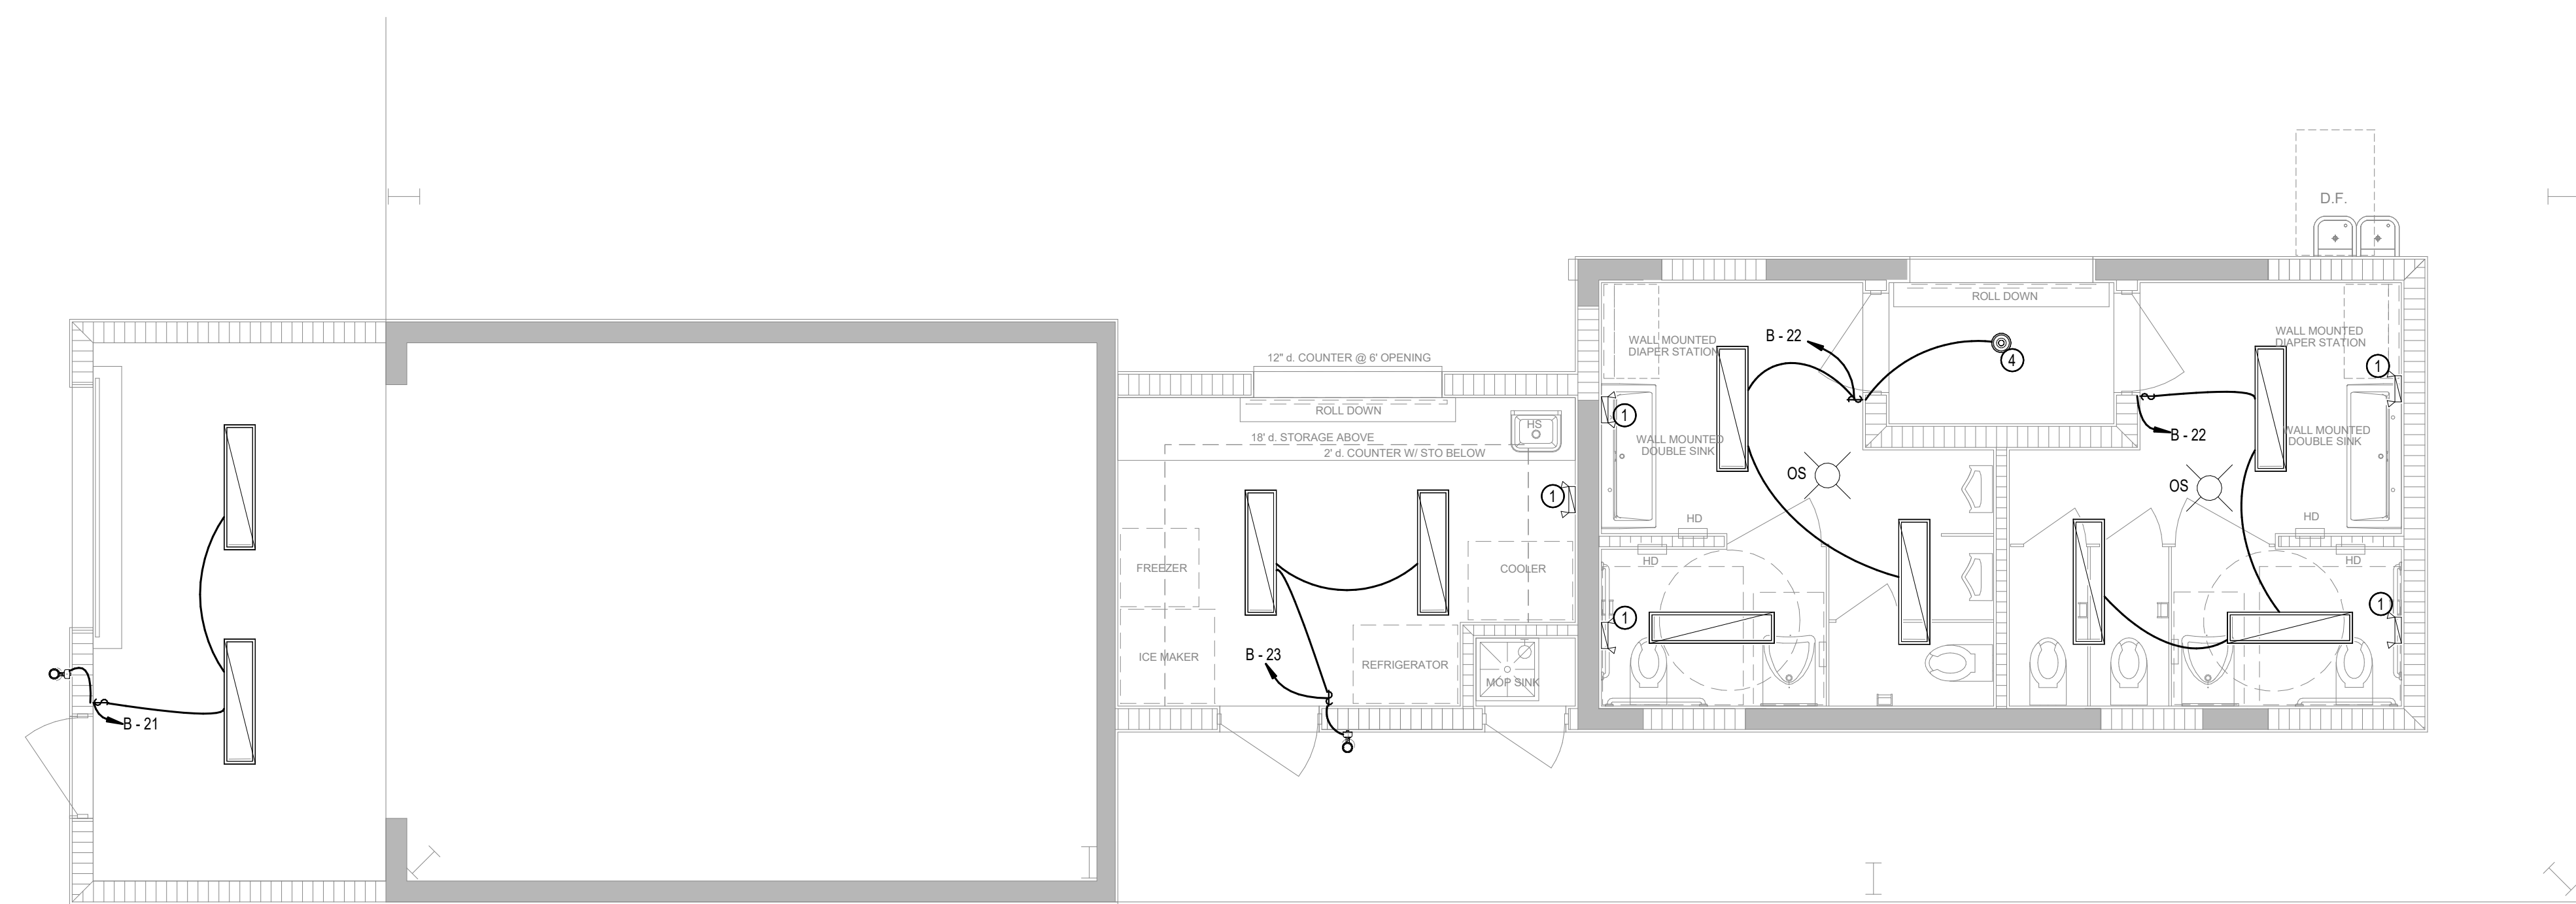 D.F.
ROLL DOWN
WALL MOUNTED
DIAPER STATION
B - 22
4
WALL MOUNTED
DIAPER STATION
1
12" d. COUNTER @ 6' OPENING
ROLL DOWN
HS
18' d. STORAGE ABOVE
2' d. COUNTER W/ STO BELOW
1
WALL MOUNTED
DOUBLE SINK
B - 22
WALL MOUNTED
DOUBLE SINK
OS
OS
1
HD
HD
HD
HD
FREEZER
COOLER
1
1
ICE MAKER
B - 23
REFRIGERATOR
MOP SINK
B - 21